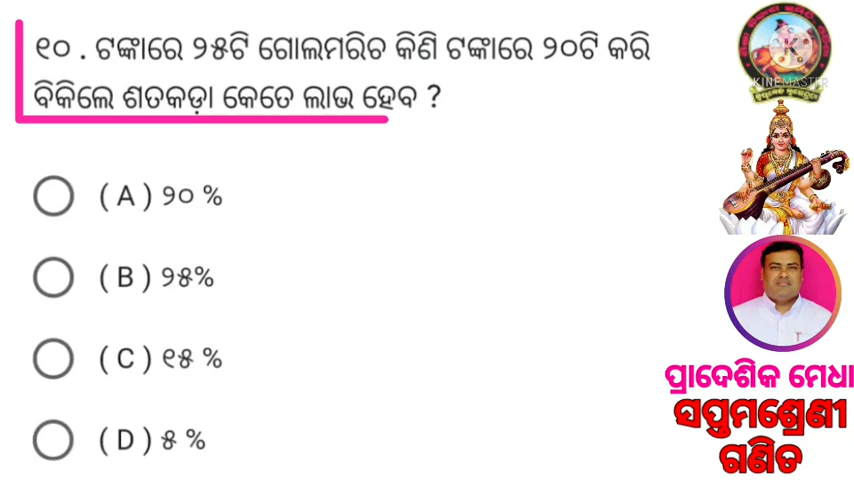 ୧୦ . ଟଙ୍କାରେ ୨୫ଟି ଗୋଲମରିଚ କିଣି ଟଙ୍କାରେ ୨୦ଟି କରି
ବିକିଲେ ଶତକଡ଼ା କେତେ ଲାଭ ହେବ ?
( A ) ୨୦ %
( B ) ୨୫%
( C ) ୧୫ %
( D ) ୫ %
KINEMASTER
ପ୍ରାଦେଶିକ ମେଧା
ସପ୍ତମଶ୍ରେଣୀ
ଗଣିତ